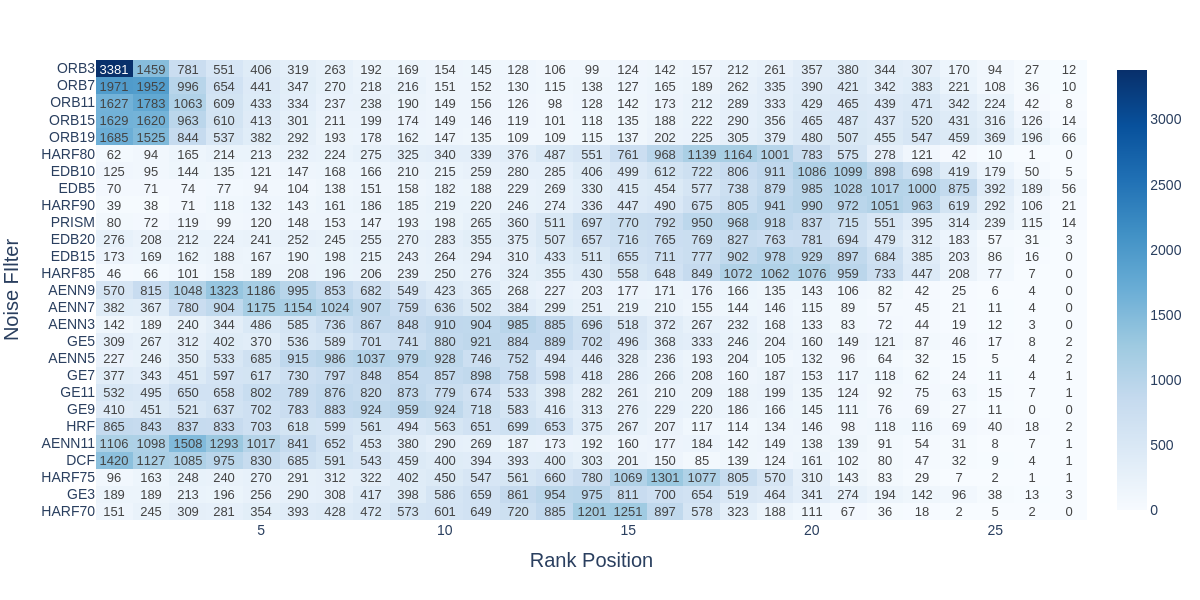 ORB3 3381 1459 781 551 406 319 263 192 169 154 145 128 106 99 124 142 157 212 261 357 380 344 307 170 94 27 12
ORB7 1971 1952 996 654 441 347 270 218 216 151 152 130 115 138 127 165 189 262 335 390 421 342 383 221 108 36 10
ORB11 1627 1783 1063 609 433 334 237 238 190 149 156 126 98 128 142 173 212 289 333 429 465 439 471 342 224 42 8
ORB15 1629 1620 963 610 413 301 211 199 174 149 146 119 101 118 135 188 222 290 356 465 487 437 520 431 316 126 14
ORB19 1685 1525 844 537 382 292 193 178 162 147 135 109 109 115 137 202 225 305 379 480 507 455 547 459 369 196 66
HARF80 62 94 165 214 213 232 224 275 325 340 339 376 487 551 761 968 1139 1164 1001 783 575 278 121 42 10 1 0
EDB10 125 95 144 135 121 147 168 166 210 215 259 280 285 406 499 612 722 806 911 1086 1099 898 698 419 179 50 5
EDB5 70 71 74 77 94 104 138 151 158 182 188 229 269 330 415 454 577 738 879 985 1028 1017 1000 875 392 189 56
HARF90 39 38 71 118 132 143 161 186 185 219 220 246 274 336 447 490 675 805 941 990 972 1051 963 619 292 106 21
PRISM 80 72 119 99 120 148 153 147 193 198 265 360 511 697 770 792 950 968 918 837 715 551 395 314 239 115 14
EDB20 276 208 212 224 241 252 245 255 270 283 355 375 507 657 716 765 769 827 763 781 694 479 312 183 57 31 3
EDB15 173 169 162 188 167 190 198 215 243 264 294 310 433 511 655 711 777 902 978 929 897 684 385 203 86 16 0
HARF85 46 66 101 158 189 208 196 206 239 250 276 324 355 430 558 648 849 1072 1062 1076 959 733 447 208 77 7 0
AENN9 570 815 1048 1323 1186 995 853 682 549 423 365 268 227 203 177 171 176 166 135 143 106 82 42 25 6 4 0
AENN7 382 367 780 904 1175 1154 1024 907 759 636 502 384 299 251 219 210 155 144 146 115 89 57 45 21 11 4 0
AENN3 142 189 240 344 486 585 736 867 848 910 904 985 885 696 518 372 267 232 168 133 83 72 44 19 12 3 0
GE5 309 267 312 402 370 536 589 701 741 880 921 884 889 702 496 368 333 246 204 160 149 121 87 46 17 8 2
AENN5 227 246 350 533 685 915 986 1037 979 928 746 752 494 446 328 236 193 204 105 132 96 64 32 15 5 4 2
GE7 377 343 451 597 617 730 797 848 854 857 898 758 598 418 286 266 208 160 187 153 117 118 62 24 11 4 1
GE11 532 495 650 658 802 789 876 820 873 779 674 533 398 282 261 210 209 188 199 135 124 92 75 63 15 7 1
GE9 410 451 521 637 702 783 883 924 959 924 718 583 416 313 276 229 220 186 166 145 111 76 69 27 11 0 0
HRF 865 843 837 833 703 618 599 561 494 563 651 699 653 375 267 207 117 114 134 146 98 118 116 69 40 18 2
AENN11 1106 1098 1508 1293 1017 841 652 453 380 290 269 187 173 192 160 177 184 142 149 138 139 91 54 31 8 7 1
DCF 1420 1127 1085 975 830 685 591 543 459 400 394 393 400 303 201 150 85 139 124 161 102 80 47 32 9 4 1
HARF75 96 163 248 240 270 291 312 322 402 450 547 561 660 780 1069 1301 1077 805 570 310 143 83 29 7 2 1 1
GE3 189 189 213 196 256 290 308 417 398 586 659 861 954 975 811 700 654 519 464 341 274 194 142 96 38 13 3
HARF70 151 245 309 281 354 393 428 472 573 601 649 720 885 1201 1251 897 578 323 188 111 67 36 18 2 5 2 0
5 10 15 20 25
Rank Position
Noise FIlter
3000
2500
2000
1500
1000
500
0